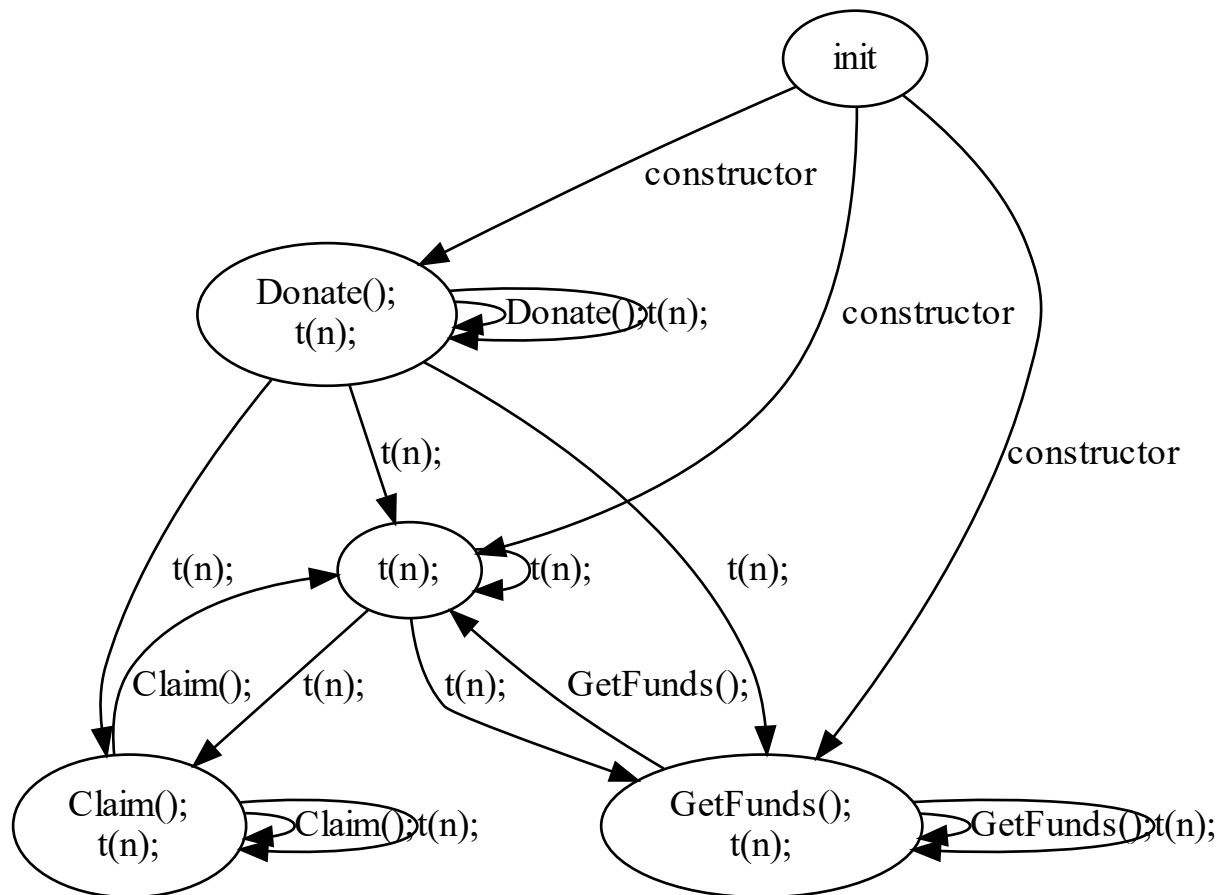 init
constructor
Donate();
t(n);
Donate();
t(n);
constructor
t(n);
constructor
t(n);
t(n);
t(n);
t(n);
Claim();
t(n);
t(n);
GetFunds();
Claim();
t(n);
Claim();
t(n);
GetFunds();
t(n);
GetFunds();
t(n);